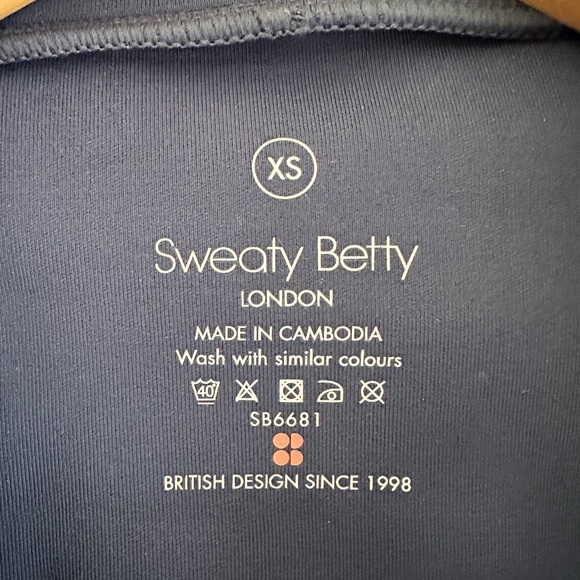 XS
Sweaty Betty
LONDON
MADE IN CAMBODIA
Wash with similar colours
40
SB6681
BRITISH DESIGN SINCE 1998